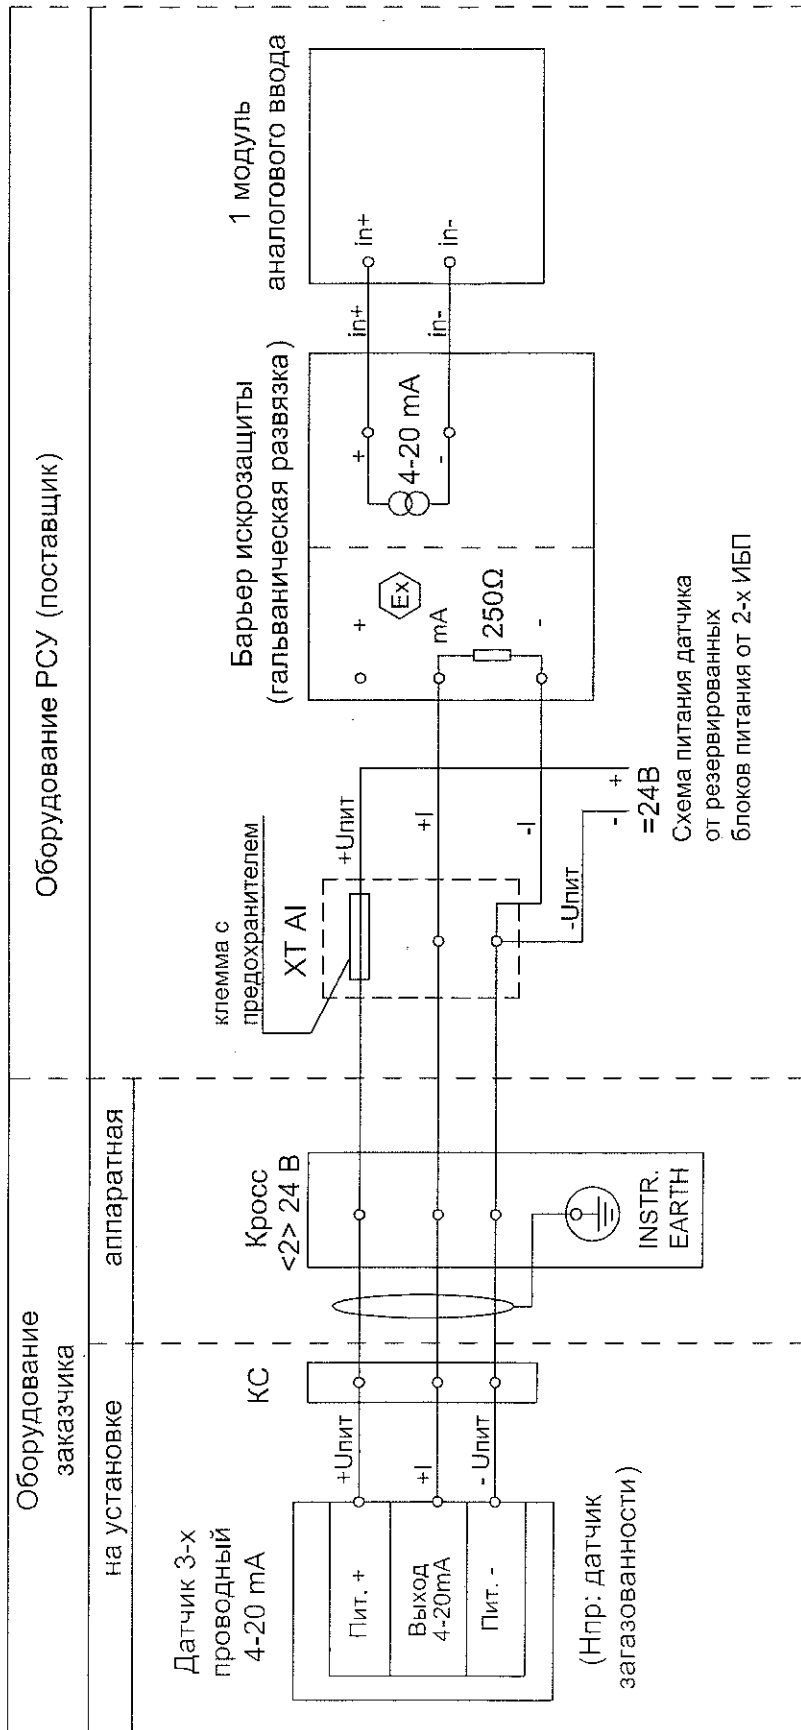 Оборудование
заказчика
Оборудование РСУ (поставщик)
на установке
аппаратная
Датчик 3-х
проводный
4-20 mA
Пит. +
Выход
4-20mA
Пит. -
(Нпр: датчик
загазованности)
+Uпит
+I
- Uпит
КС
Кросс
<2> 24 В
INSTR.
EARTH
клемма с
предохранителем
XT AI
+Uпит
+I
-I
-Uпит
- +
=24В
Схема питания датчика
от резервированных
блоков питания от 2-х ИБП
Барьер искрозащиты
(гальваническая развязка)
+
Ex
mA
250Ω
-
+
4-20 mA
-
in+
in-
1 модуль
аналогового ввода
in+
in-